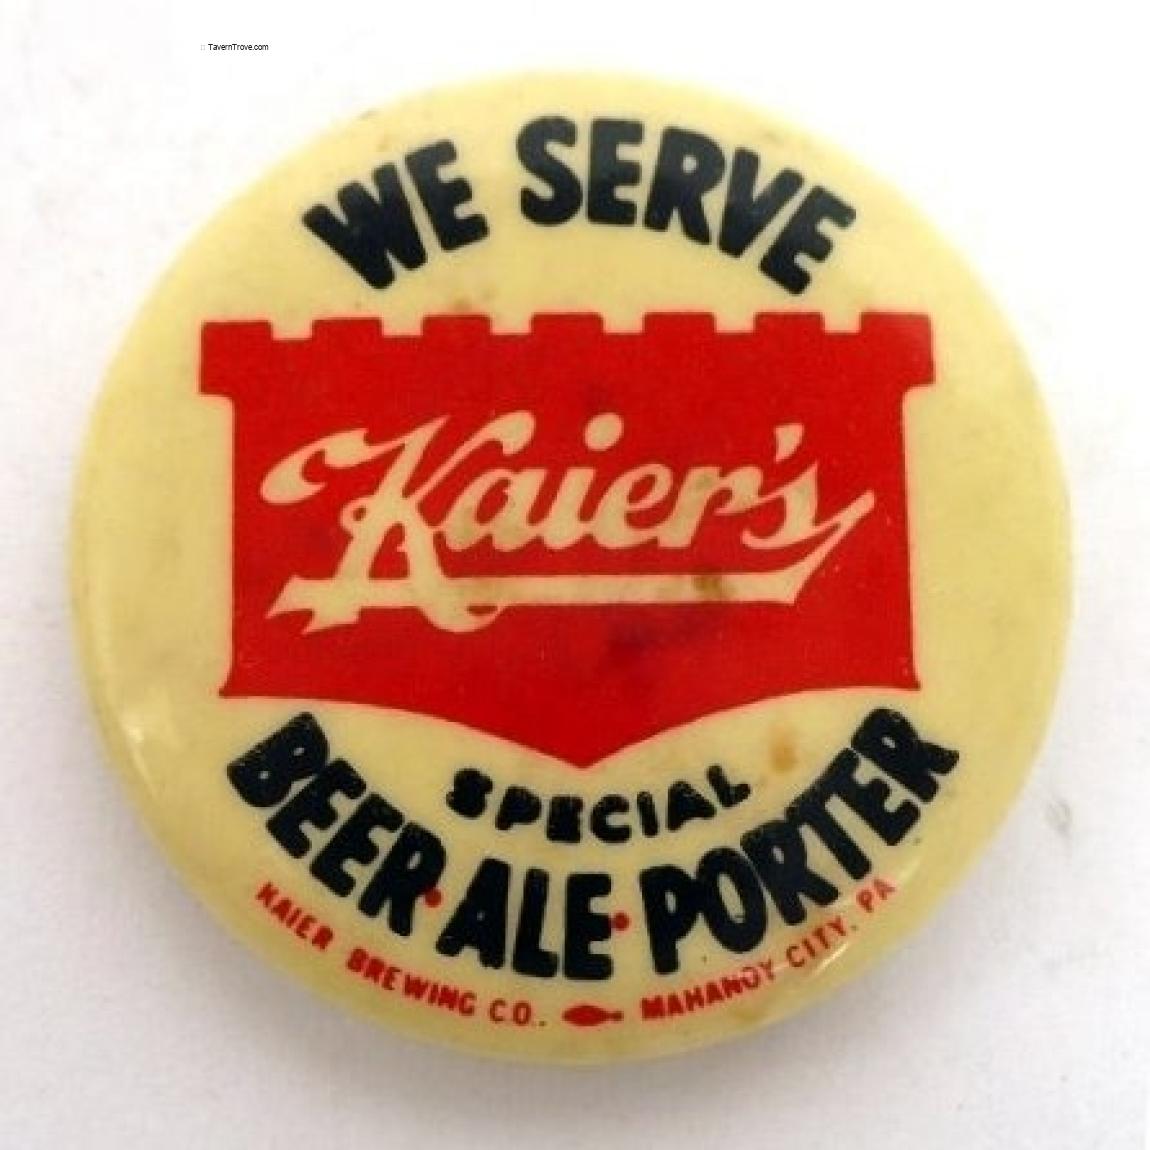 TavernTrove.com
WE SERVE
Kaier's
SPECIAL
BEER · ALE · PORTER
KAIER BREWING CO. MAHANOY CITY, PA